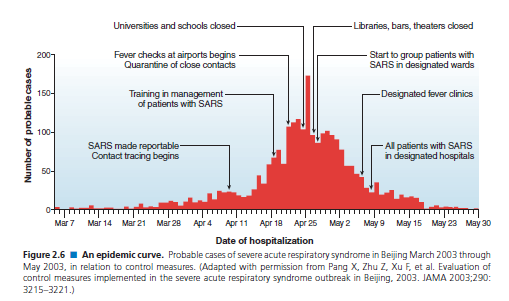 Universities and schools closed
Libraries, bars, theaters closed
Fever checks at airports begins
Quarantine of close contacts
Start to group patients with
SARS in designated wards
Training in management
of patients with SARS
Designated fever clinics
SARS made reportable
Contact tracing begins
All patients with SARS
in designated hospitals
Number of probable cases
200
150
100
50
0
Mar 7 Mar 14 Mar 21 Mar 28 Apr 4 Apr 11 Apr 18 Apr 25 May 2 May 9 May 15 May 23 May 30
Date of hospitalization
Figure 2.6 ■ An epidemic curve. Probable cases of severe acute respiratory syndrome in Beijing March 2003 through
May 2003, in relation to control measures. (Adapted with permission from Pang X, Zhu Z, Xu F, et al. Evaluation of
control measures implemented in the severe acute respiratory syndrome outbreak in Beijing, 2003. JAMA 2003;290:
3215–3221.)